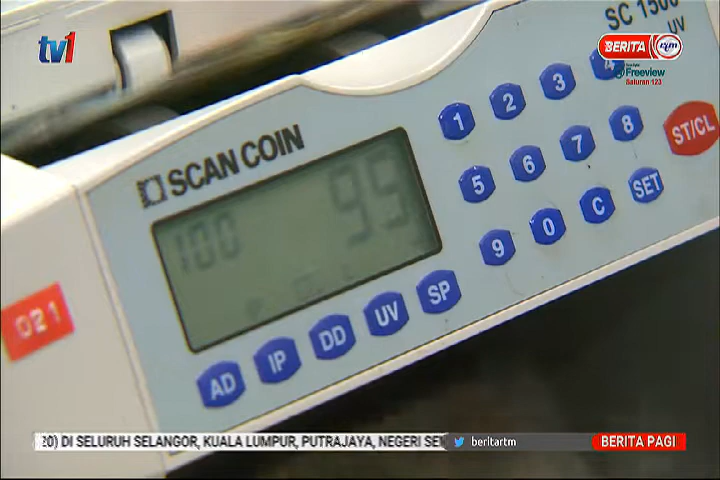 tv1
SC 1500
UV
BERITA rtm
Freeview
Saluran 123
SCAN COIN
100 95
1 2 3 4
5 6 7 8 ST/CL
9 0 C SET
AD IP DD UV SP
021
20) DI SELURUH SELANGOR, KUALA LUMPUR, PUTRAJAYA, NEGERI SE
beritartm
BERITA PAGI